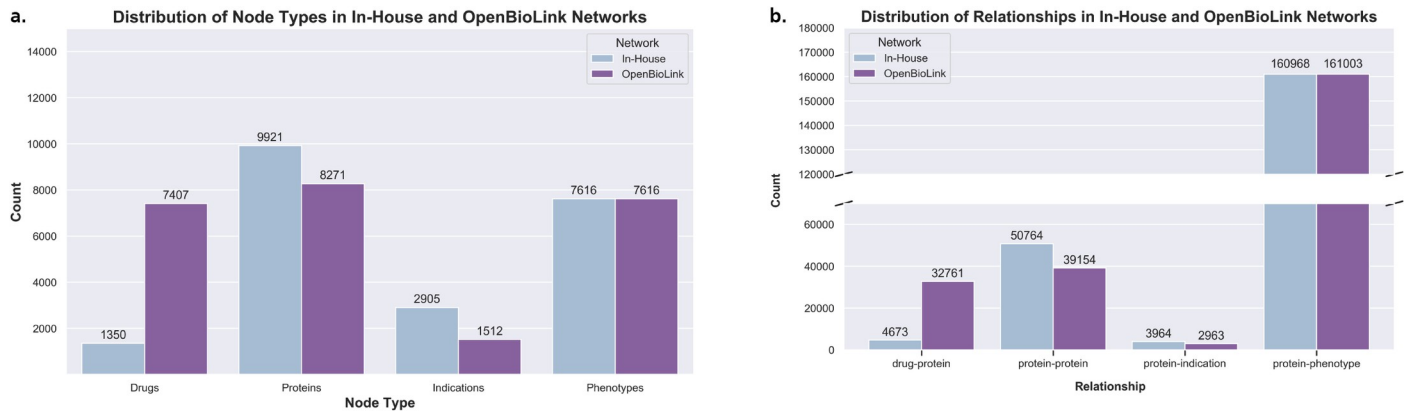 a.
Distribution of Node Types in In-House and OpenBioLink Networks
Network
In-House
OpenBioLink
14000
12000
10000
8000
6000
4000
2000
Count
1350
7407
9921
8271
2905
1512
7616
7616
Drugs
Proteins
Indications
Phenotypes
Node Type
b.
Distribution of Relationships in In-House and OpenBioLink Networks
Network
In-House
OpenBioLink
180000
170000
160000
150000
140000
130000
120000
60000
40000
20000
0
Count
4673
32761
50764
39154
3964
2963
160968
161003
drug-protein
protein-protein
protein-indication
protein-phenotype
Relationship